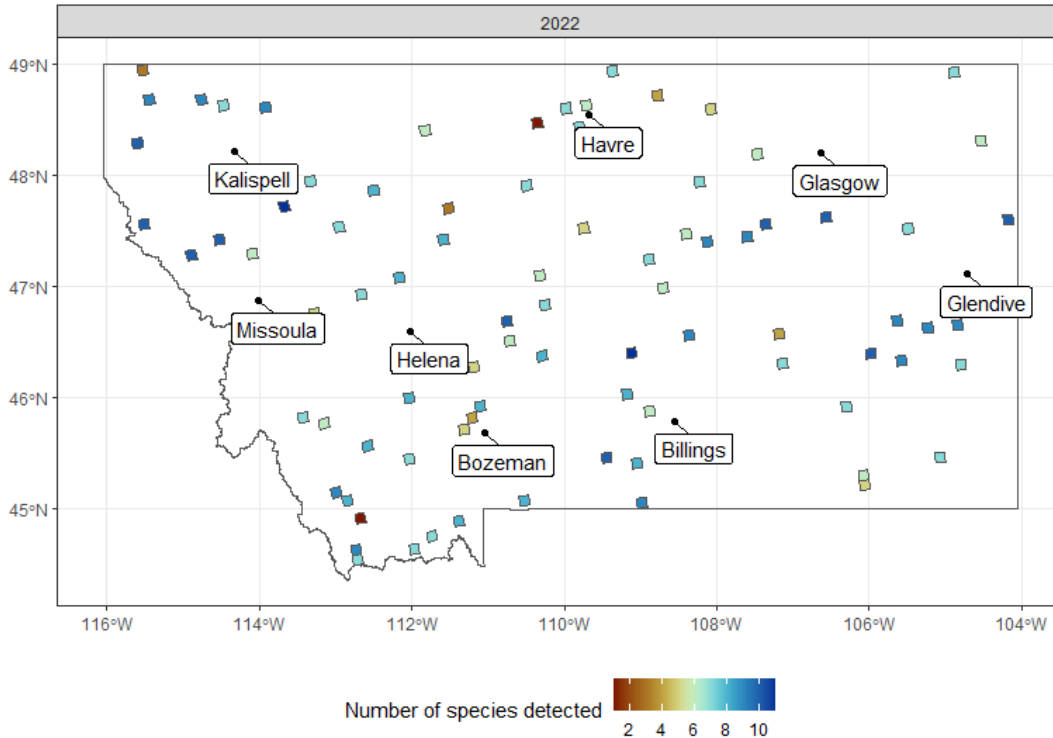 2022
49°N
48°N
47°N
46°N
45°N
Havre
Kalispell
Glasgow
Glendive
Missoula
Helena
Billings
Bozeman
116°W
114°W
112°W
110°W
108°W
106°W
104°W
Number of species detected
2
4
6
8
10